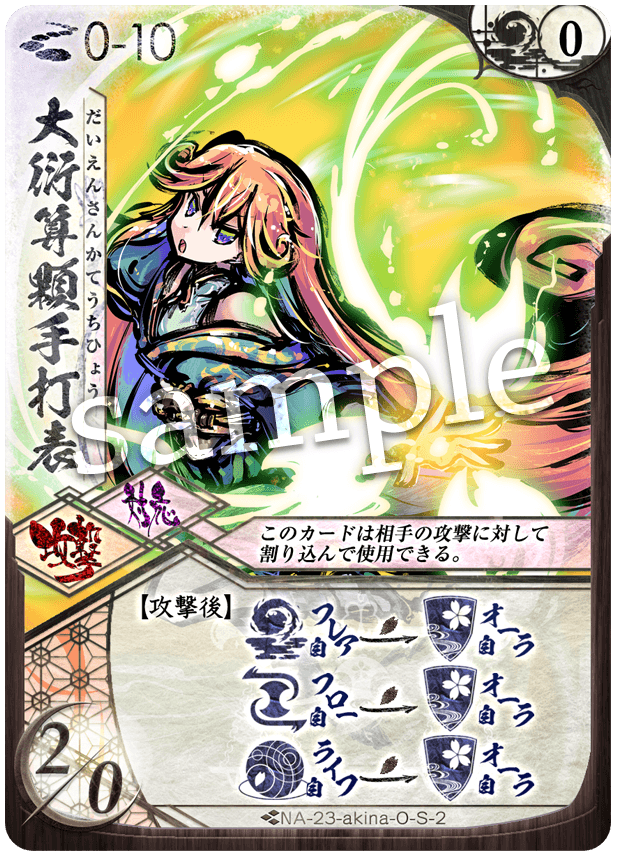 0-10
0
大衍算顆手打表
だいえんさんかてうちひょう
sample
攻撃
対応
このカードは相手の攻撃に対して
割り込んで使用できる。
【攻撃後】
自フレア 自オーラ
自フロー 自オーラ
自ライフ 自オーラ
2/0
NA-23-akina-O-S-2